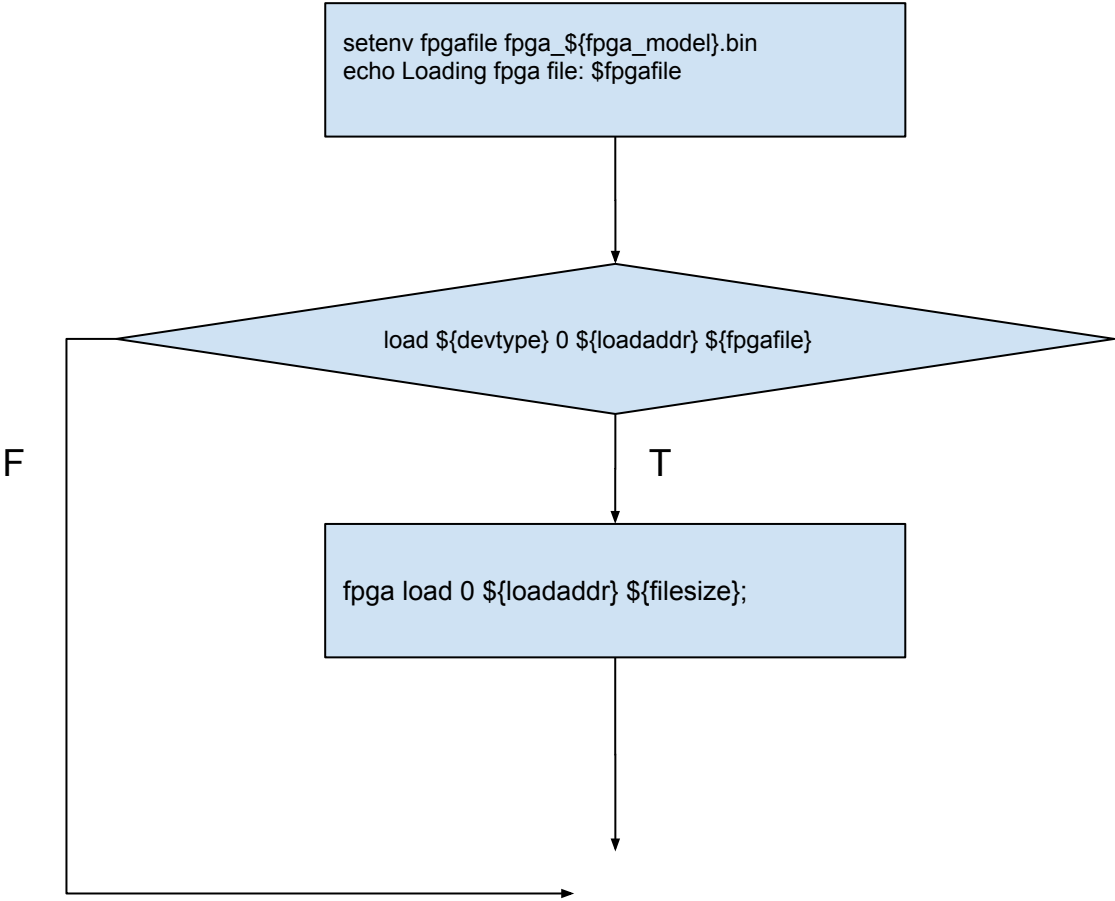 setenv fpgafile fpga_${fpga_model}.bin
echo Loading fpga file: $fpgafile
load ${devtype} 0 ${loadaddr} ${fpgafile}
F
T
fpga load 0 ${loadaddr} ${filesize};